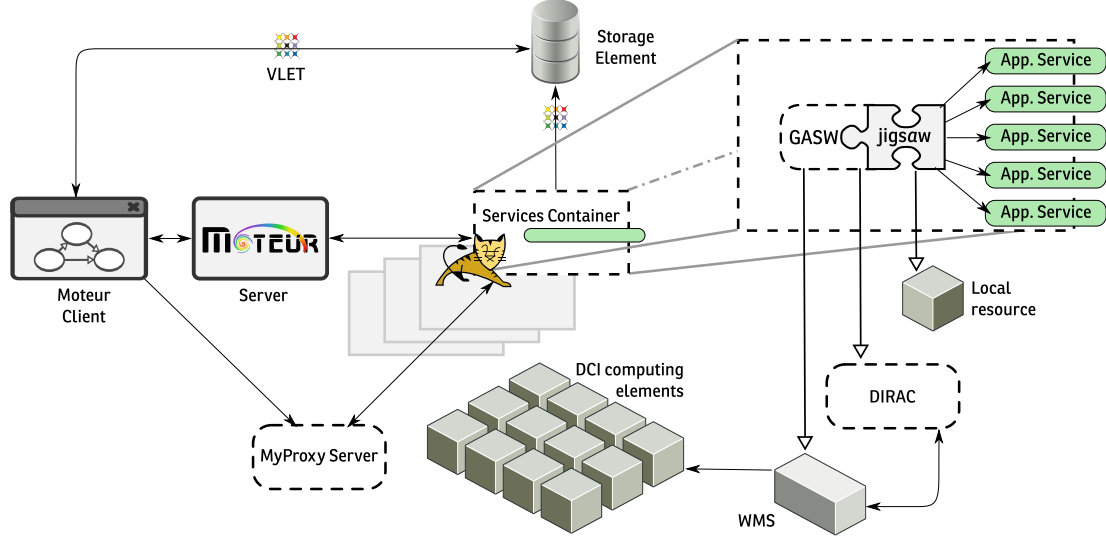 Storage
Element
VLET
App. Service
App. Service
App. Service
App. Service
App. Service
GASW
jigsaw
Services Container
MOTEUR
Moteur
Client
Server
Local
resource
DCI computing
elements
DIRAC
MyProxy Server
WMS